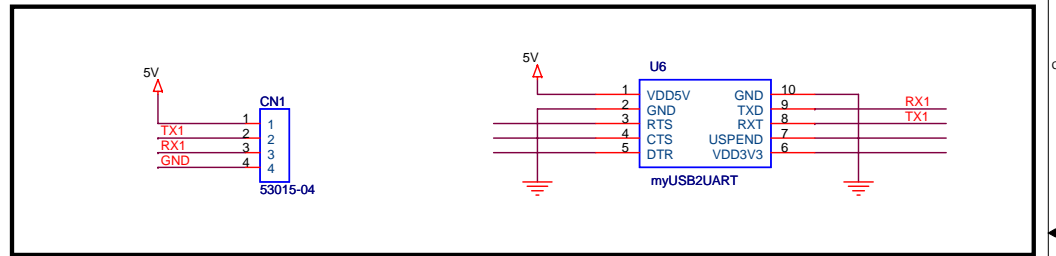 5V
CN1
1 1
TX1 2 2
RX1 3 3
GND 4 4
53015-04
5V
U6
1 VDD5V GND 10
2 GND TXD 9 RX1
3 RTS RXT 8 TX1
4 CTS USPEND 7
5 DTR VDD3V3 6
myUSB2UART